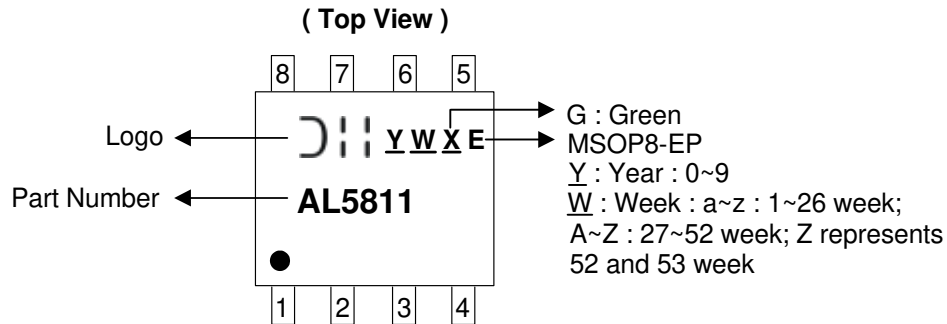 ( Top View )
8 7 6 5
Logo
Y W X E
G : Green
MSOP8-EP
Y : Year : 0~9
W : Week : a~z : 1~26 week;
A~Z : 27~52 week; Z represents
52 and 53 week
Part Number
AL5811
1 2 3 4